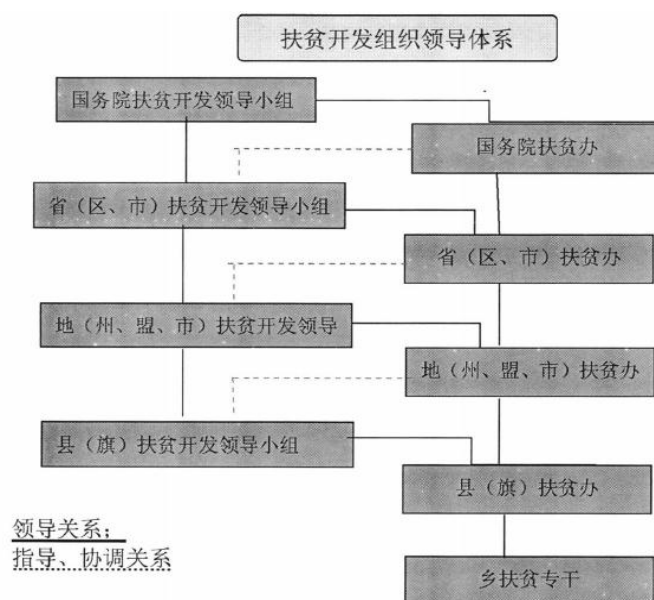 扶贫开发组织领导体系
国务院扶贫开发领导小组
国务院扶贫办
省（区、市）扶贫开发领导小组
省（区、市）扶贫办
地（州、盟、市）扶贫开发领导
地（州、盟、市）扶贫办
县（旗）扶贫开发领导小组
县（旗）扶贫办
领导关系；
指导、协调关系
乡扶贫专干